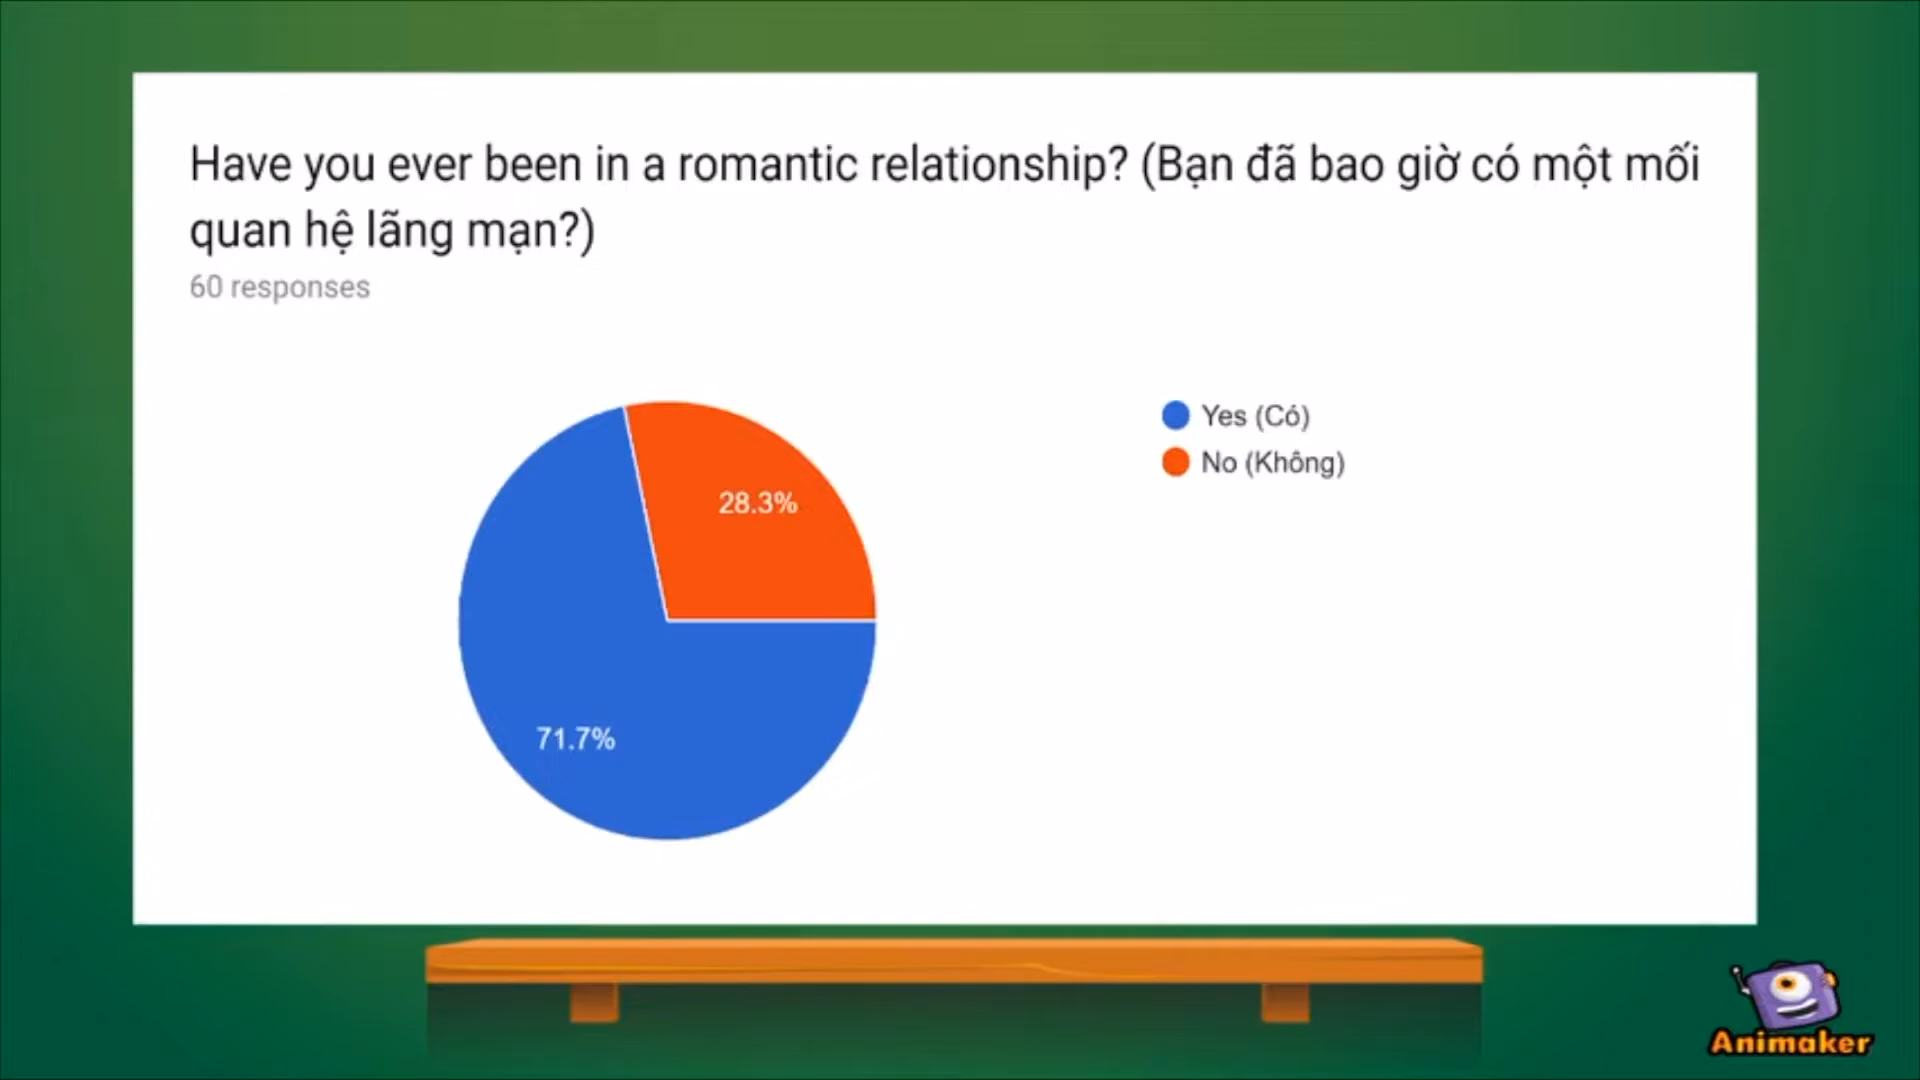 Have you ever been in a romantic relationship? (Bạn đã bao giờ có một mối
quan hệ lãng mạn?)
60 responses
Yes (Có)
No (Không)
28.3%
71.7%
Animaker